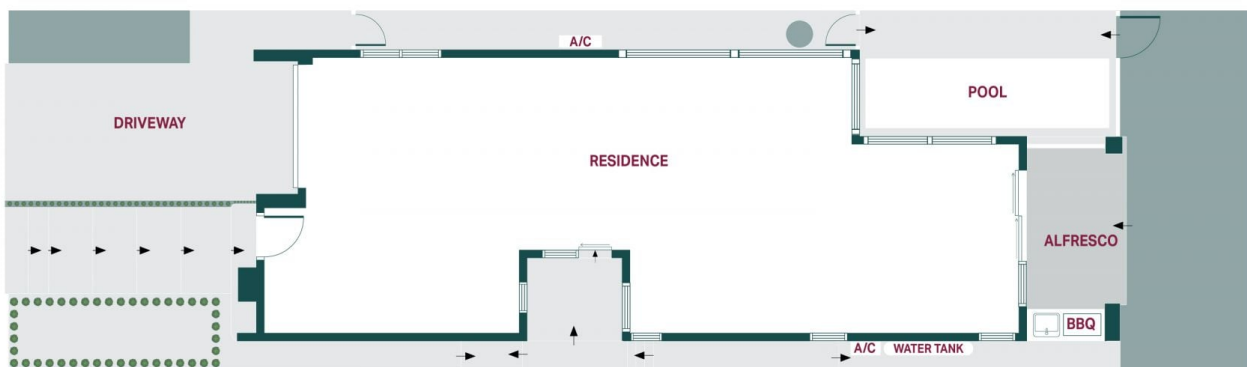 A/C
POOL
DRIVEWAY
RESIDENCE
ALFRESCO
BBQ
A/C WATER TANK